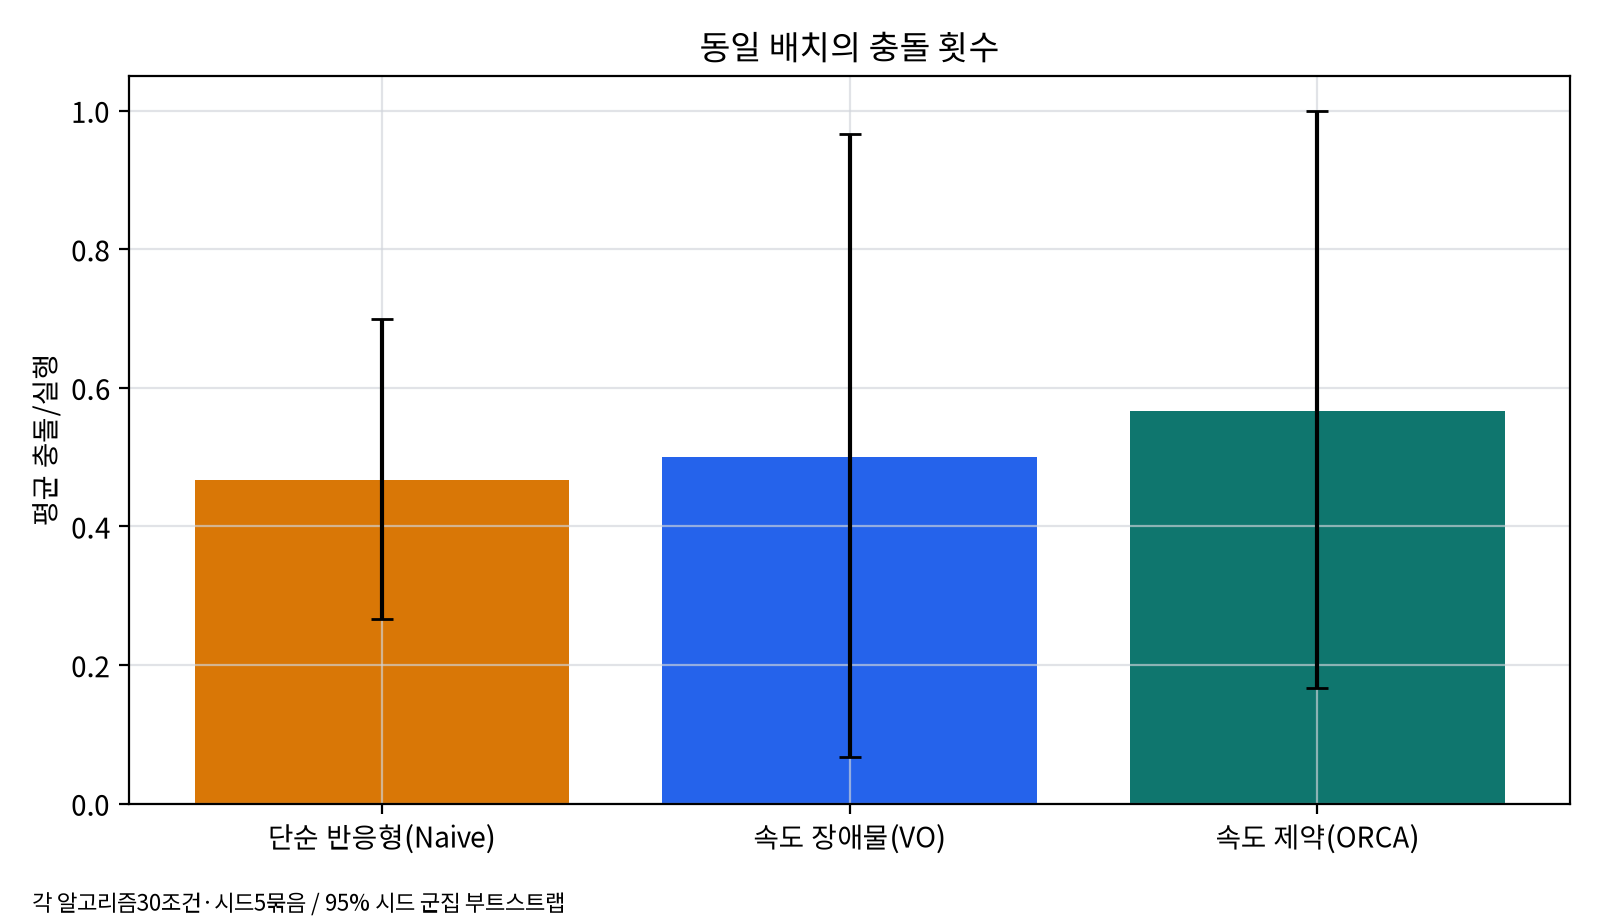 동일 배치의 충돌 횟수
평균 충돌/실행
1.0
0.8
0.6
0.4
0.2
0.0
단순 반응형(Naive)
속도 장애물(VO)
속도 제약(ORCA)
각 알고리즘30조건·시드5묶음 / 95% 시드 군집 부트스트랩